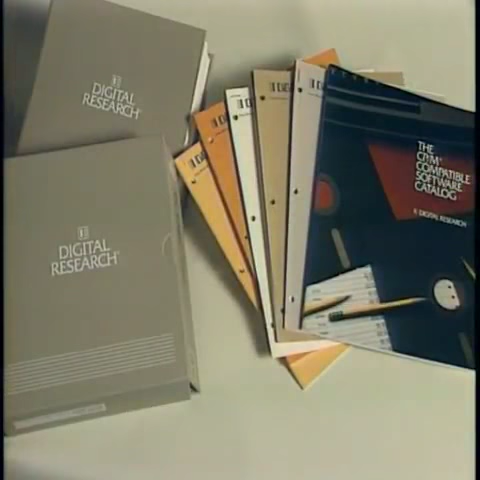 DIGITAL
RESEARCH®
DIGITAL
RESEARCH®
THE
CP/M®
COMPATIBLE
SOFTWARE
CATALOG
DIGITAL RESEARCH